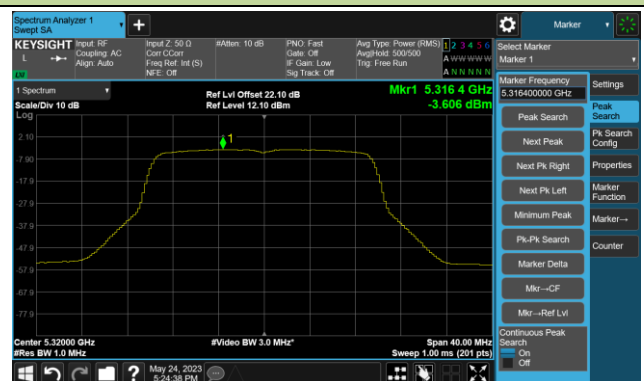 Spectrum Analyzer 1
Swept SA
+
Marker
KEYSIGHT
L
LV
Input: RF
Coupling: AC
Align: Auto
Input Z: 50 Ω
Corr CCorr
Freq Ref: Int (S)
NFE: Off
#Atten: 10 dB
PNO: Fast
Gate: Off
IF Gain: Low
Sig Track: Off
Avg Type: Power (RMS)
Avg|Hold: 500/500
Trig: Free Run
1 2 3 4 5 6
A W W W W W
A N N N N N
Select Marker
Marker 1
1 Spectrum
Scale/Div 10 dB
Log
Ref Lvl Offset 22.10 dB
Ref Level 12.10 dBm
Mkr1 5.316 4 GHz
-3.606 dBm
1
2.10
-7.90
-17.9
-27.9
-37.9
-47.9
-57.9
-67.9
-77.9
Center 5.32000 GHz
#Res BW 1.0 MHz
#Video BW 3.0 MHz*
Span 40.00 MHz
Sweep 1.00 ms (201 pts)
Marker Frequency
5.316400000 GHz
Peak Search
Next Peak
Next Pk Right
Next Pk Left
Minimum Peak
Pk-Pk Search
Marker Delta
Mkr→CF
Mkr→Ref Lvl
Continuous Peak
Search
On
Off
Settings
Peak
Search
Pk Search
Config
Properties
Marker
Function
Marker→
Counter
?
May 24, 2023
5:24:38 PM